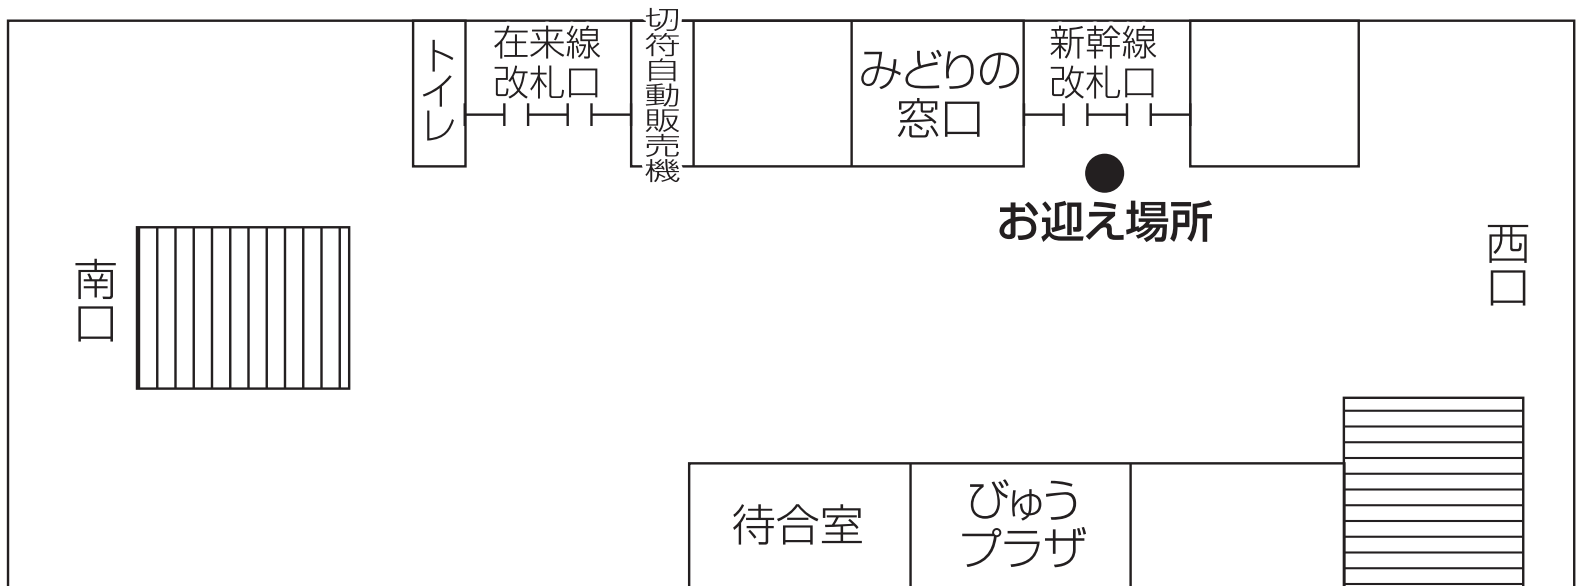 トイレ
在来線
改札口
切符自動販売機
みどりの
窓口
新幹線
改札口
お迎え場所
南口
西口
待合室
びゅう
プラザ